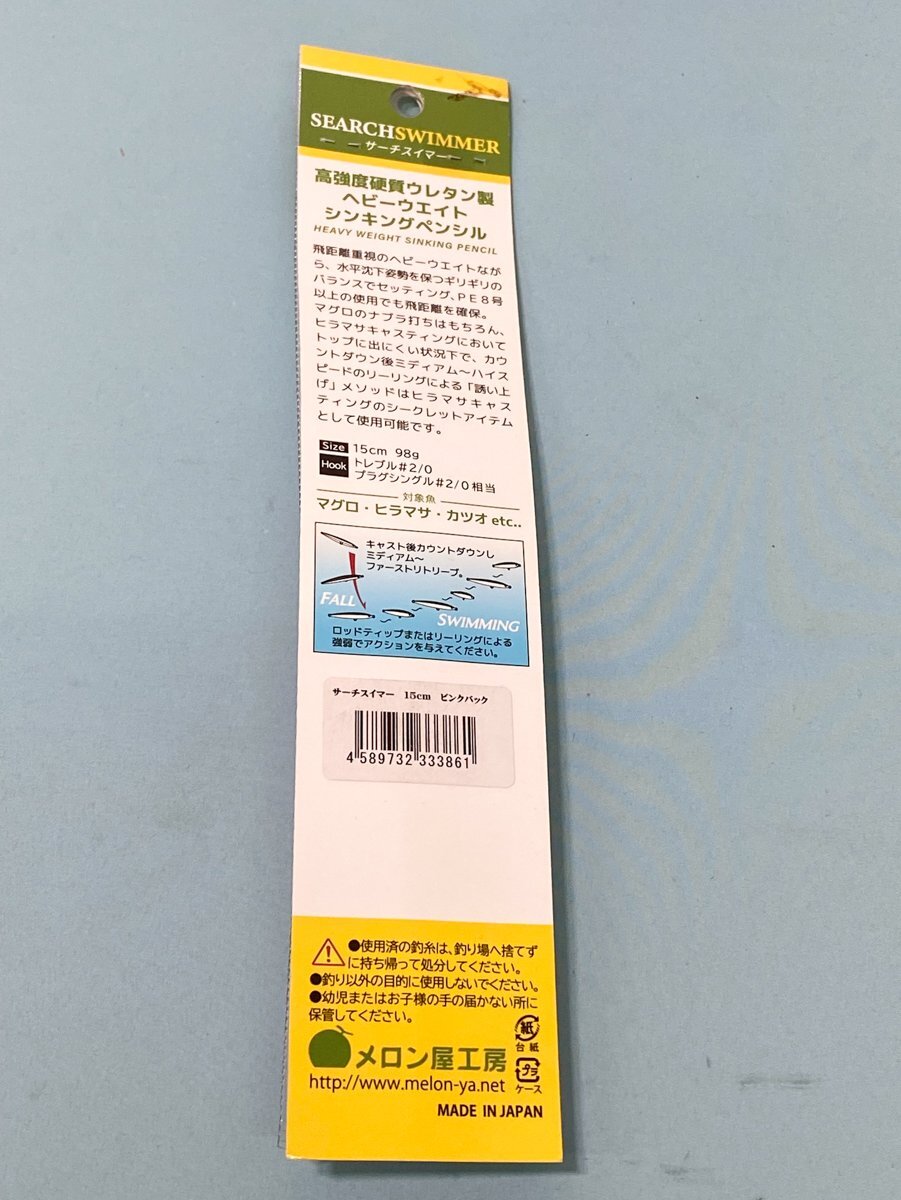 SEARCHSWIMMER
サーチスイマー
高強度硬質ウレタン製
ヘビーウエイト
シンキングペンシル
HEAVY WEIGHT SINKING PENCIL
飛距離重視のヘビーウエイトなが
ら、水平沈下姿勢を保つギリギリの
バランスでセッティング、PE8号
以上の使用でも飛距離を確保。
マグロのナブラ打ちはもちろん、
ヒラマサキャスティングにおいて
トップに出にくい状況下で、カウ
ントダウン後ミディアム〜ハイス
ピードのリーリングによる「誘い上
げ」メソッドはヒラマサキャス
ティングのシークレットアイテム
として使用可能です。
Size 15cm 98g
Hook トレブル#2/0
プラグシングル#2/0相当
対象魚
マグロ・ヒラマサ・カツオ etc..
キャスト後カウントダウンし
ミディアム〜
ファーストリトリーブ。
FALL
SWIMMING
ロッドティップまたはリーリングによる
強弱でアクションを与えてください。
サーチスイマー 15cm ピンクバック
4 589732 333861
●使用済の釣糸は、釣り場へ捨てず
に持ち帰って処分してください。
●釣り以外の目的に使用しないでください。
●幼児またはお子様の手の届かない所に
保管してください。
紙
台紙
メロン屋工房
プラ
ケース
http://www.melon-ya.net
MADE IN JAPAN